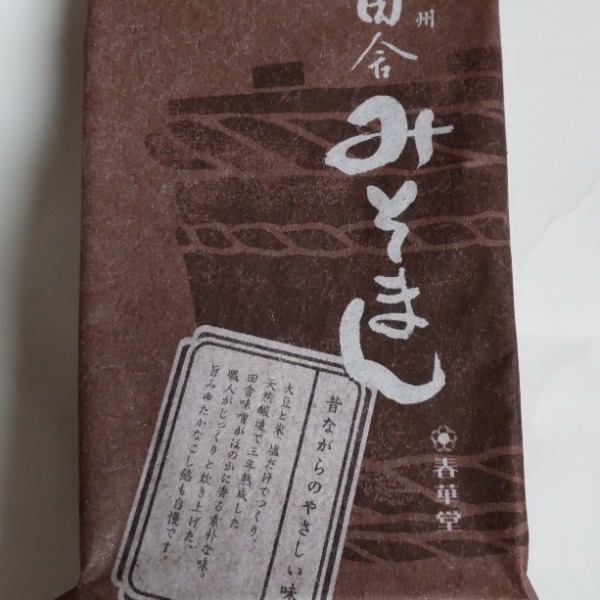 州
田舎
みそまん
春華堂
昔ながらのやさしい味
大豆と米、塩だけでつくり、
天然醸造で三年熟成した
田舎味噌がほのかに香る素朴な味。
職人がじっくりと炊き上げた、
旨みゆたかなこし餡も自慢です。